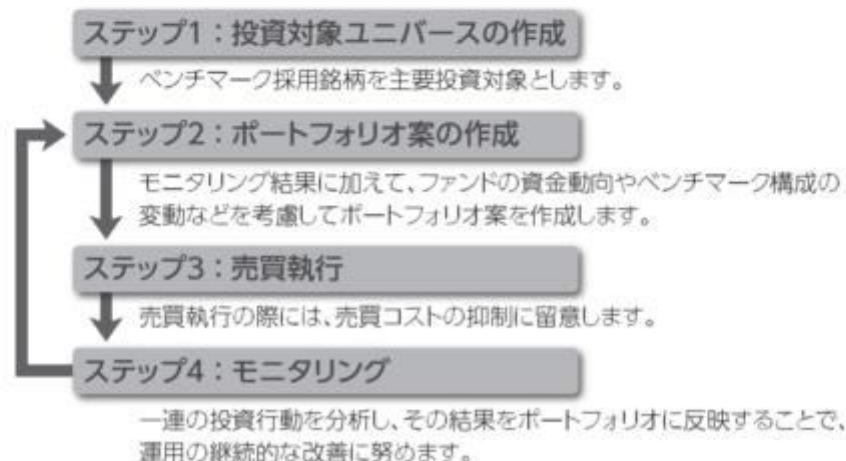 ステップ1：投資対象ユニバースの作成
ベンチマーク採用銘柄を主要投資対象とします。
ステップ2：ポートフォリオ案の作成
モニタリング結果に加えて、ファンドの資金動向やベンチマーク構成の
変動などを考慮してポートフォリオ案を作成します。
ステップ3：売買執行
売買執行の際には、売買コストの抑制に留意します。
ステップ4：モニタリング
一連の投資行動を分析し、その結果をポートフォリオに反映することで、
運用の継続的な改善に努めます。